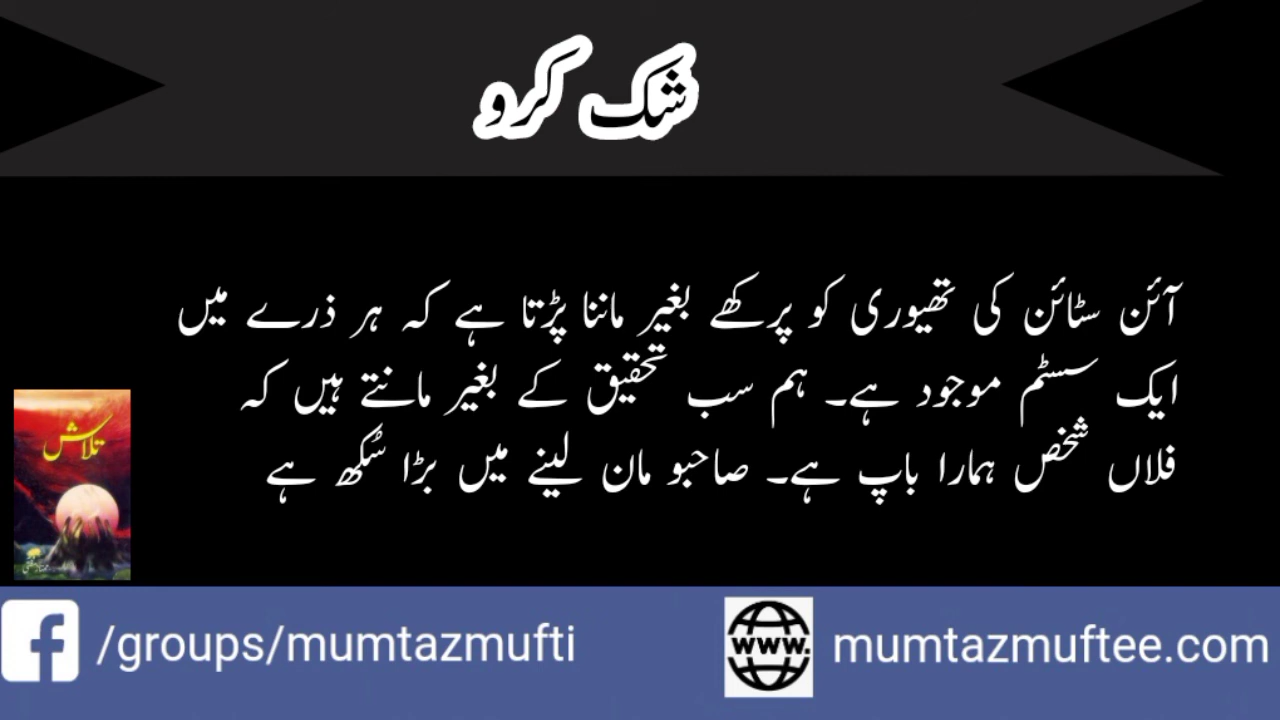 شک کرو
آئن سٹائن کی تھیوری کو پرکھے بغیر ماننا پڑتا ہے کہ ہر ذرے میں
ایک سسٹم موجود ہے۔ ہم سب تحقیق کے بغیر مانتے ہیں کہ
فلاں شخص ہمارا باپ ہے۔ صاحبو مان لینے میں بڑا سکھ ہے
تلاش
ممتاز مفتی
/groups/mumtazmufti
www.
mumtazmuftee.com